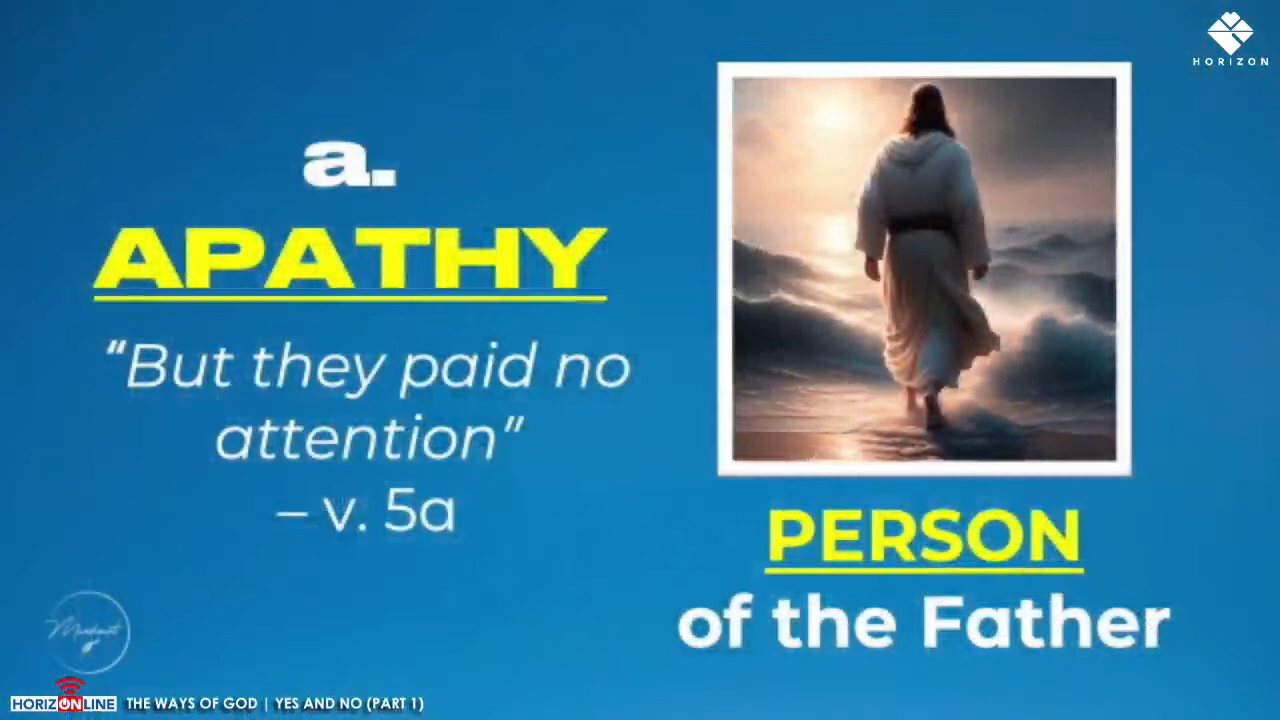 HORIZON
a.
APATHY
“But they paid no
attention”
– v. 5a
PERSON
of the Father
HORIZONLINE THE WAYS OF GOD | YES AND NO (PART 1)